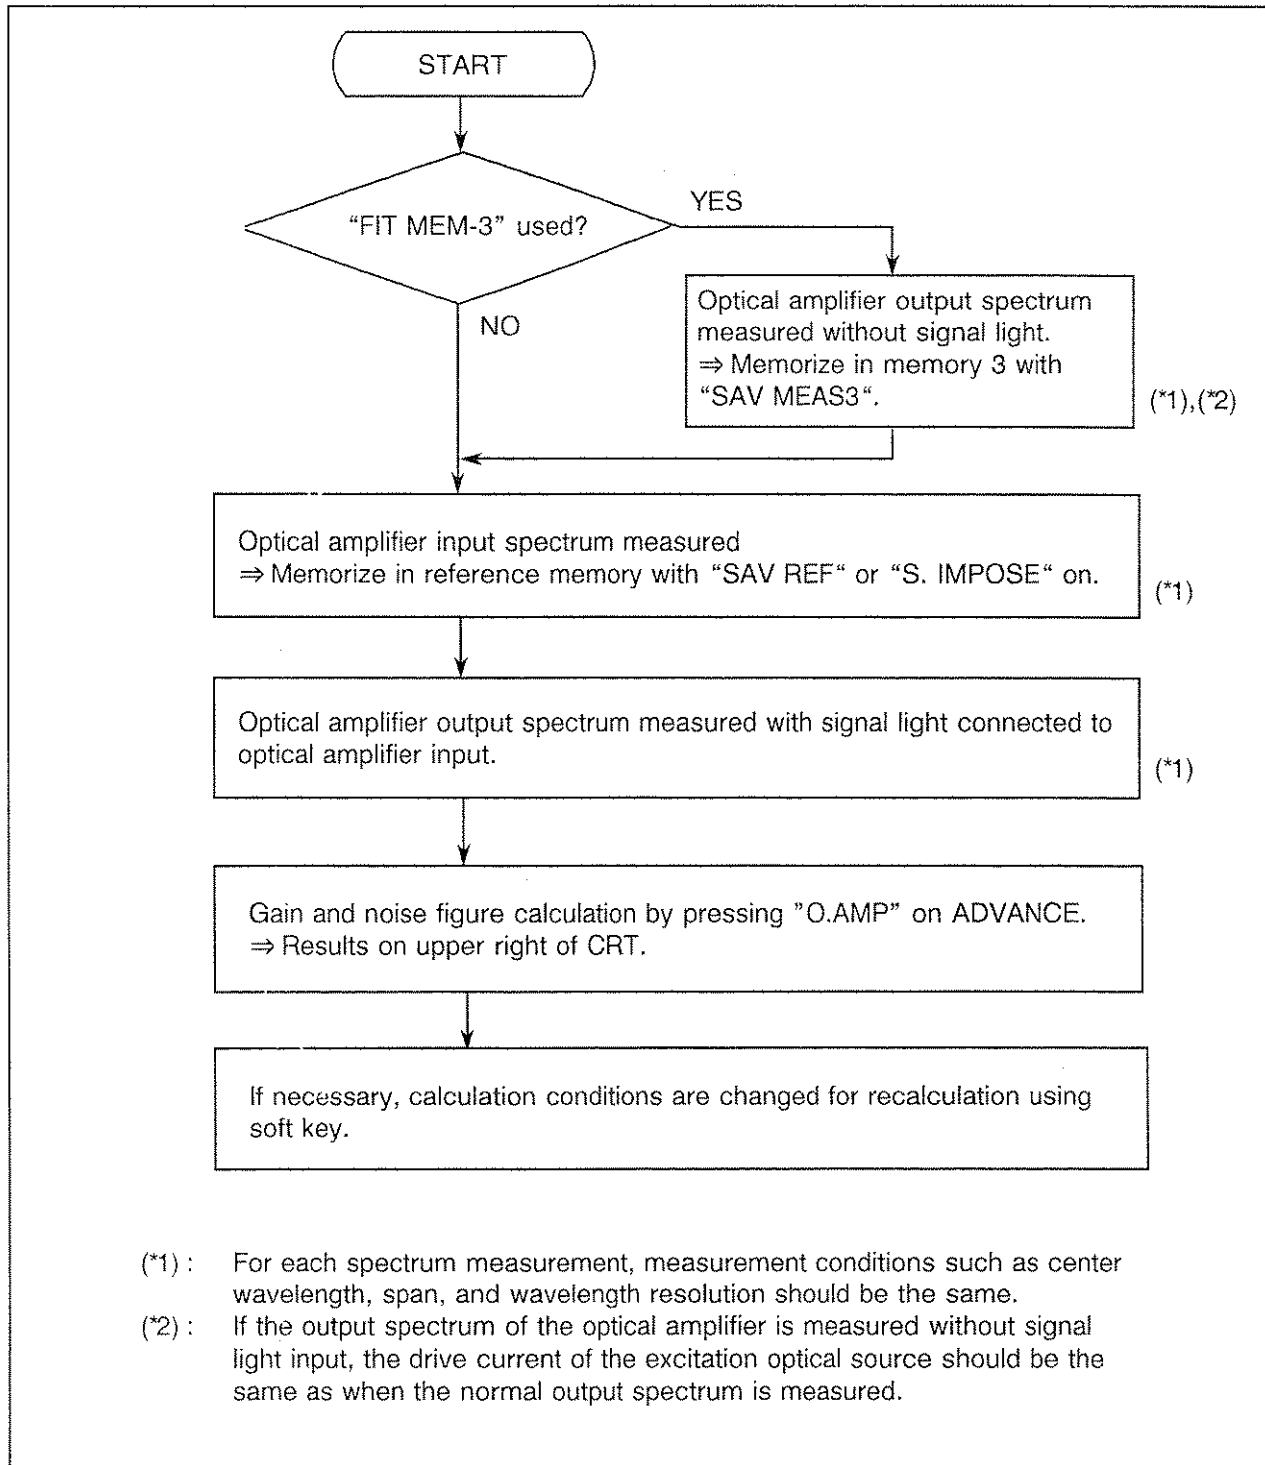 START
"FIT MEM-3" used?
YES
NO
Optical amplifier output spectrum
measured without signal light.
⇒ Memorize in memory 3 with
"SAV MEAS3".
(*1),(*2)
Optical amplifier input spectrum measured
⇒ Memorize in reference memory with "SAV REF" or "S. IMPOSE" on.
(*1)
Optical amplifier output spectrum measured with signal light connected to
optical amplifier input.
(*1)
Gain and noise figure calculation by pressing "O.AMP" on ADVANCE.
⇒ Results on upper right of CRT.
If necessary, calculation conditions are changed for recalculation using
soft key.
(*1) : For each spectrum measurement, measurement conditions such as center
wavelength, span, and wavelength resolution should be the same.
(*2) : If the output spectrum of the optical amplifier is measured without signal
light input, the drive current of the excitation optical source should be the
same as when the normal output spectrum is measured.